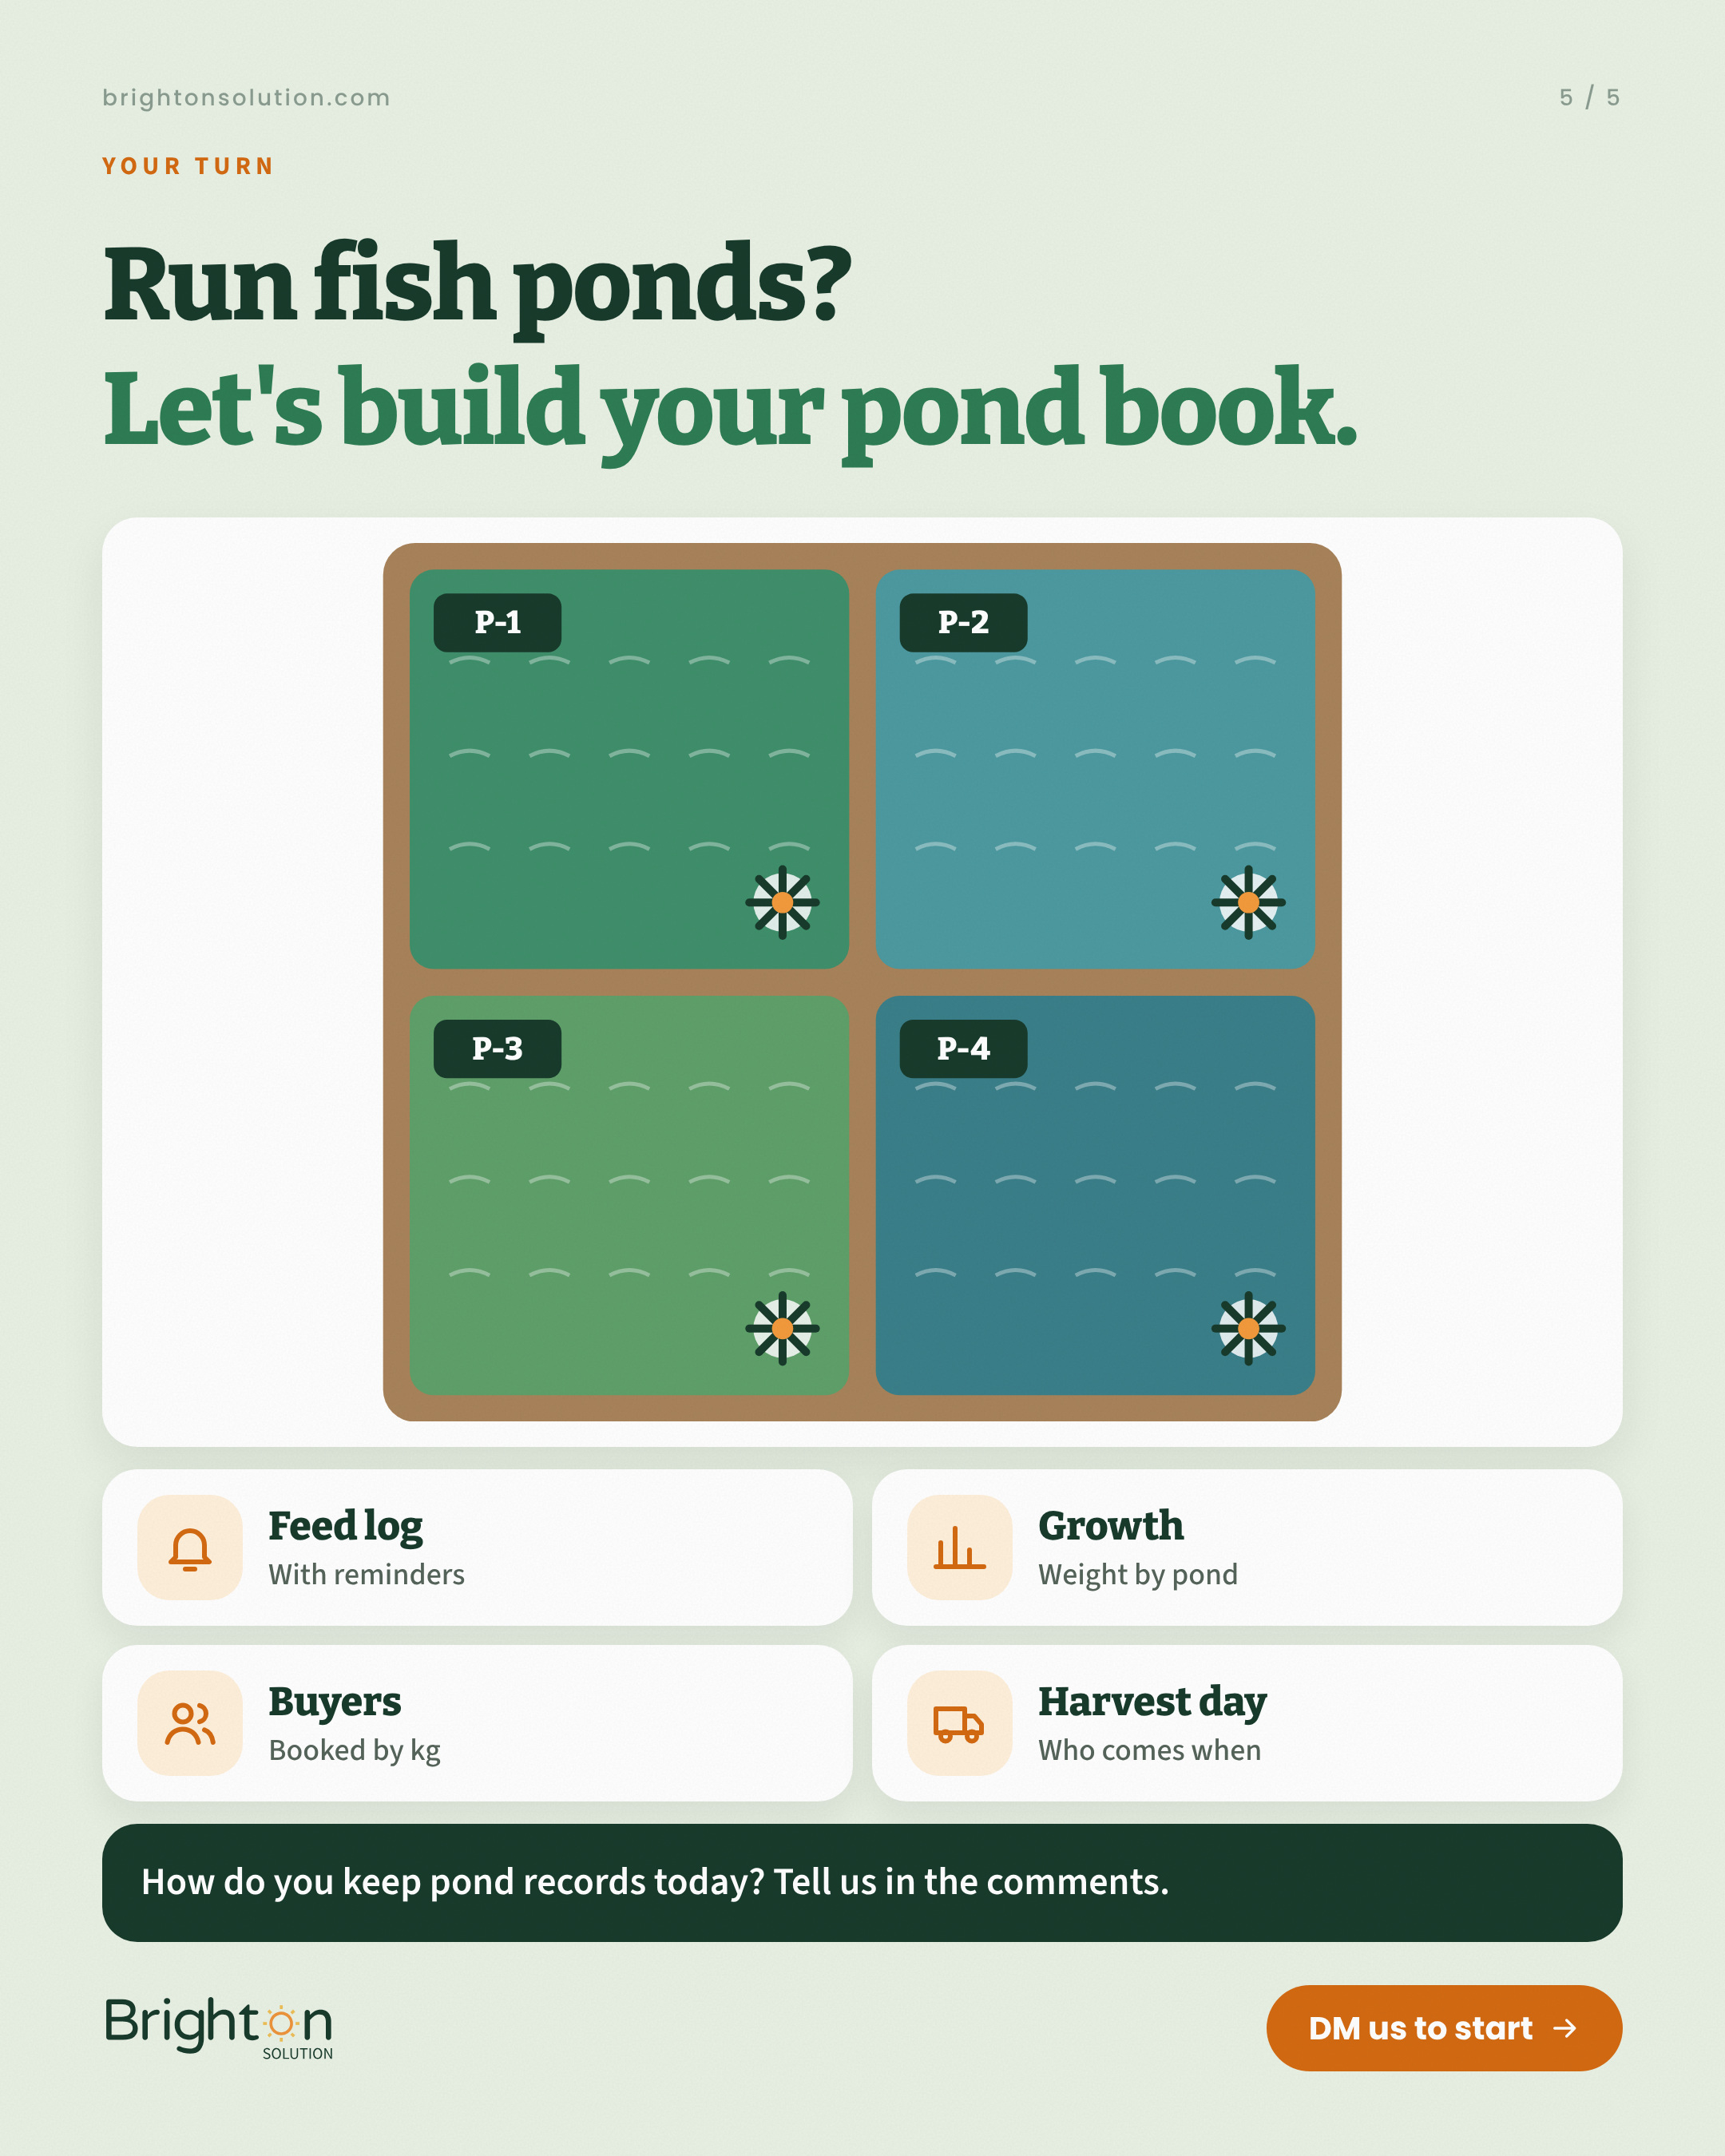 brightonsolution.com
5 / 5
YOUR TURN
Run fish ponds?
Let's build your pond book.
P-1
P-2
P-3
P-4
Feed log
With reminders
Growth
Weight by pond
Buyers
Booked by kg
Harvest day
Who comes when
How do you keep pond records today? Tell us in the comments.
Brighton
SOLUTION
DM us to start →